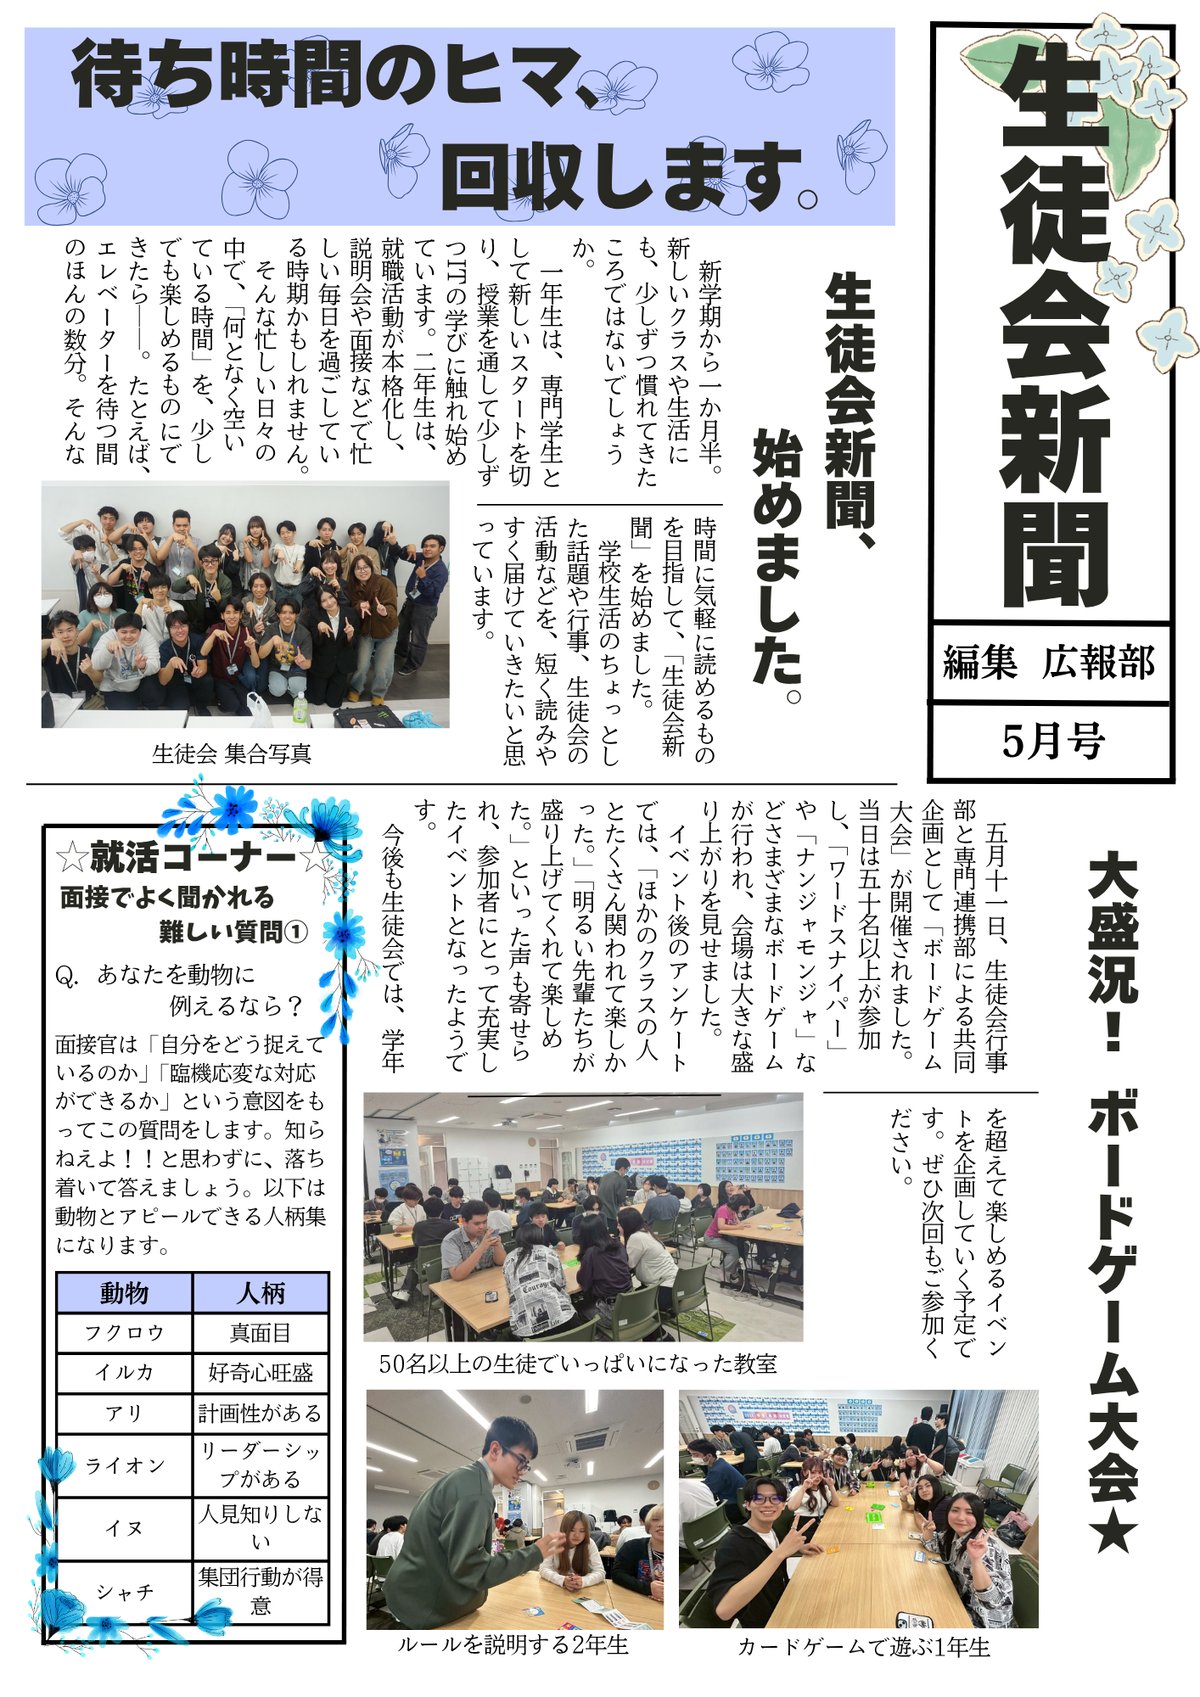 生徒会新聞
編集 広報部
5月号
待ち時間のヒマ、
回収します。
生徒会新聞、
始めました。
新学期から一か月半。
新しいクラスや生活に
も、少しずつ慣れてきた
ころではないでしょう
か。
一年生は、専門学生と
して新しいスタートを切
り、授業を通して少しず
つITの学びに触れ始め
ています。二年生は、
就職活動が本格化し、
説明会や面接などで忙
しい毎日を過ごしてい
る時期かもしれません。
そんな忙しい日々の
中で、「何となく空い
ている時間」を、少し
でも楽しめるものにで
きたら――。たとえば、
エレベーターを待つ間
のほんの数分。そんな
時間に気軽に読めるもの
を目指して、「生徒会新
聞」を始めました。
学校生活のちょっとし
た話題や行事、生徒会の
活動などを、短く読みや
すく届けていきたいと思
っています。
生徒会 集合写真
大盛況！ ボードゲーム大会★
五月十一日、生徒会行事
部と専門連携部による共同
企画として「ボードゲーム
大会」が開催されました。
当日は五十名以上が参加
し、「ワードスナイパー」
や「ナンジャモンジャ」な
どさまざまなボードゲーム
が行われ、会場は大きな盛
り上がりを見せました。
イベント後のアンケート
では、「ほかのクラスの人
とたくさん関われて楽しか
った。」「明るい先輩たちが
盛り上げてくれて楽しめ
た。」といった声も寄せら
れ、参加者にとって充実し
たイベントとなったようで
す。
今後も生徒会では、学年
を超えて楽しめるイベン
トを企画していく予定で
す。ぜひ次回もご参加く
ださい。
50名以上の生徒でいっぱいになった教室
ルールを説明する2年生
カードゲームで遊ぶ1年生
☆就活コーナー☆
面接でよく聞かれる
難しい質問①
Q. あなたを動物に
例えるなら？
面接官は「自分をどう捉えて
いるのか」「臨機応変な対応
ができるか」という意図をも
ってこの質問をします。知ら
ねえよ！！と思わずに、落ち
着いて答えましょう。以下は
動物とアピールできる人柄集
になります。
動物 人柄
フクロウ 真面目
イルカ 好奇心旺盛
アリ 計画性がある
ライオン リーダーシッ
プがある
イヌ 人見知りしな
い
シャチ 集団行動が得
意